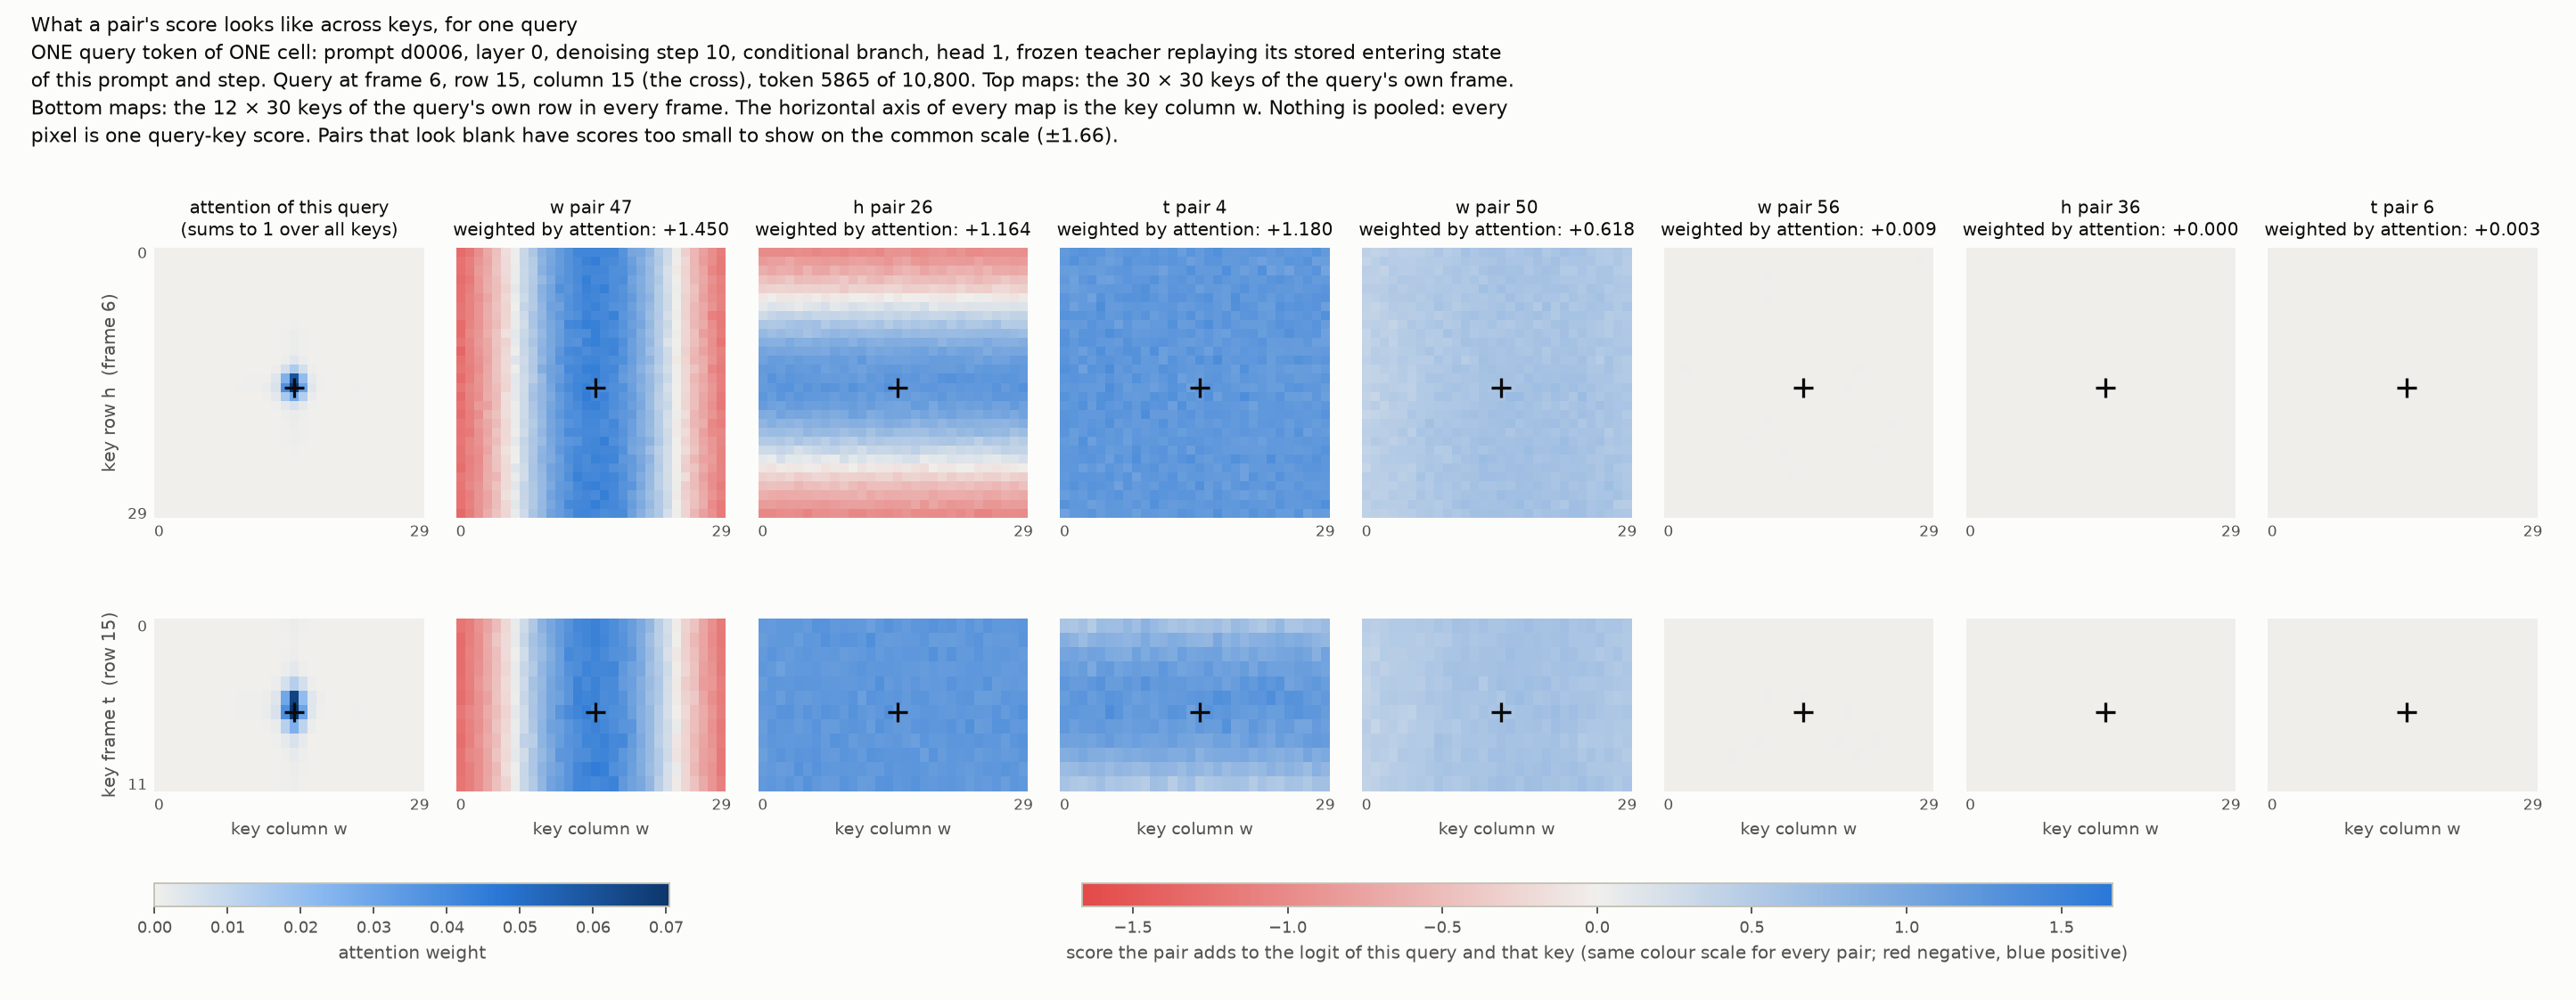 What a pair's score looks like across keys, for one query
ONE query token of ONE cell: prompt d0006, layer 0, denoising step 10, conditional branch, head 1, frozen teacher replaying its stored entering state
of this prompt and step. Query at frame 6, row 15, column 15 (the cross), token 5865 of 10,800. Top maps: the 30 × 30 keys of the query's own frame.
Bottom maps: the 12 × 30 keys of the query's own row in every frame. The horizontal axis of every map is the key column w. Nothing is pooled: every
pixel is one query-key score. Pairs that look blank have scores too small to show on the common scale (±1.66).
attention of this query
(sums to 1 over all keys)
w pair 47
weighted by attention: +1.450
h pair 26
weighted by attention: +1.164
t pair 4
weighted by attention: +1.180
w pair 50
weighted by attention: +0.618
w pair 56
weighted by attention: +0.009
h pair 36
weighted by attention: +0.000
t pair 6
weighted by attention: +0.003
key row h (frame 6)
0
29
0 29 0 29 0 29 0 29 0 29 0 29 0 29 0 29
key frame t (row 15)
0
11
0 29 0 29 0 29 0 29 0 29 0 29 0 29 0 29
key column w key column w key column w key column w key column w key column w key column w key column w
0.00 0.01 0.02 0.03 0.04 0.05 0.06 0.07
attention weight
−1.5 −1.0 −0.5 0.0 0.5 1.0 1.5
score the pair adds to the logit of this query and that key (same colour scale for every pair; red negative, blue positive)